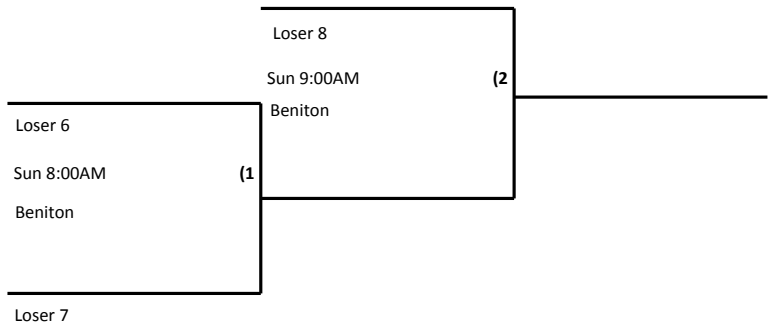 Loser 8
Sun 9:00AM (2
Beniton
Loser 6
Sun 8:00AM (1
Beniton
Loser 7